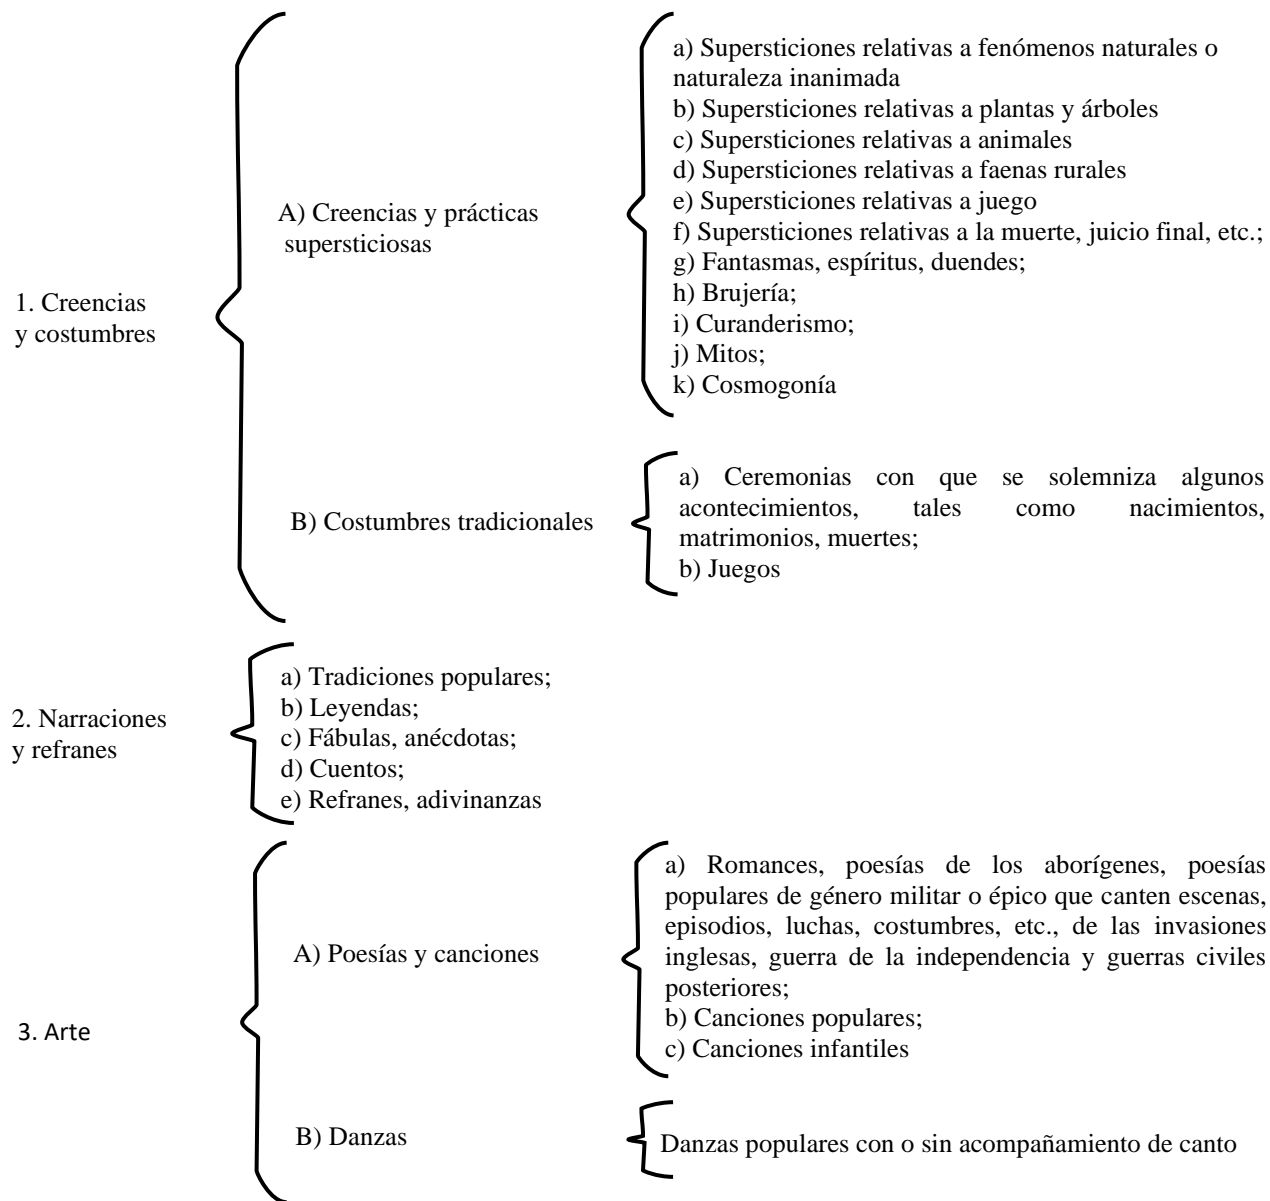 1. Creencias
y costumbres
A) Creencias y prácticas
supersticiosas
a) Supersticiones relativas a fenómenos naturales o
naturaleza inanimada
b) Supersticiones relativas a plantas y árboles
c) Supersticiones relativas a animales
d) Supersticiones relativas a faenas rurales
e) Supersticiones relativas a juego
f) Supersticiones relativas a la muerte, juicio final, etc.;
g) Fantasmas, espíritus, duendes;
h) Brujería;
i) Curanderismo;
j) Mitos;
k) Cosmogonía
B) Costumbres tradicionales
a) Ceremonias con que se solemniza algunos
acontecimientos, tales como nacimientos,
matrimonios, muertes;
b) Juegos
2. Narraciones
y refranes
a) Tradiciones populares;
b) Leyendas;
c) Fábulas, anécdotas;
d) Cuentos;
e) Refranes, adivinanzas
3. Arte
A) Poesías y canciones
a) Romances, poesías de los aborígenes, poesías
populares de género militar o épico que canten escenas,
episodios, luchas, costumbres, etc., de las invasiones
inglesas, guerra de la independencia y guerras civiles
posteriores;
b) Canciones populares;
c) Canciones infantiles
B) Danzas
Danzas populares con o sin acompañamiento de canto